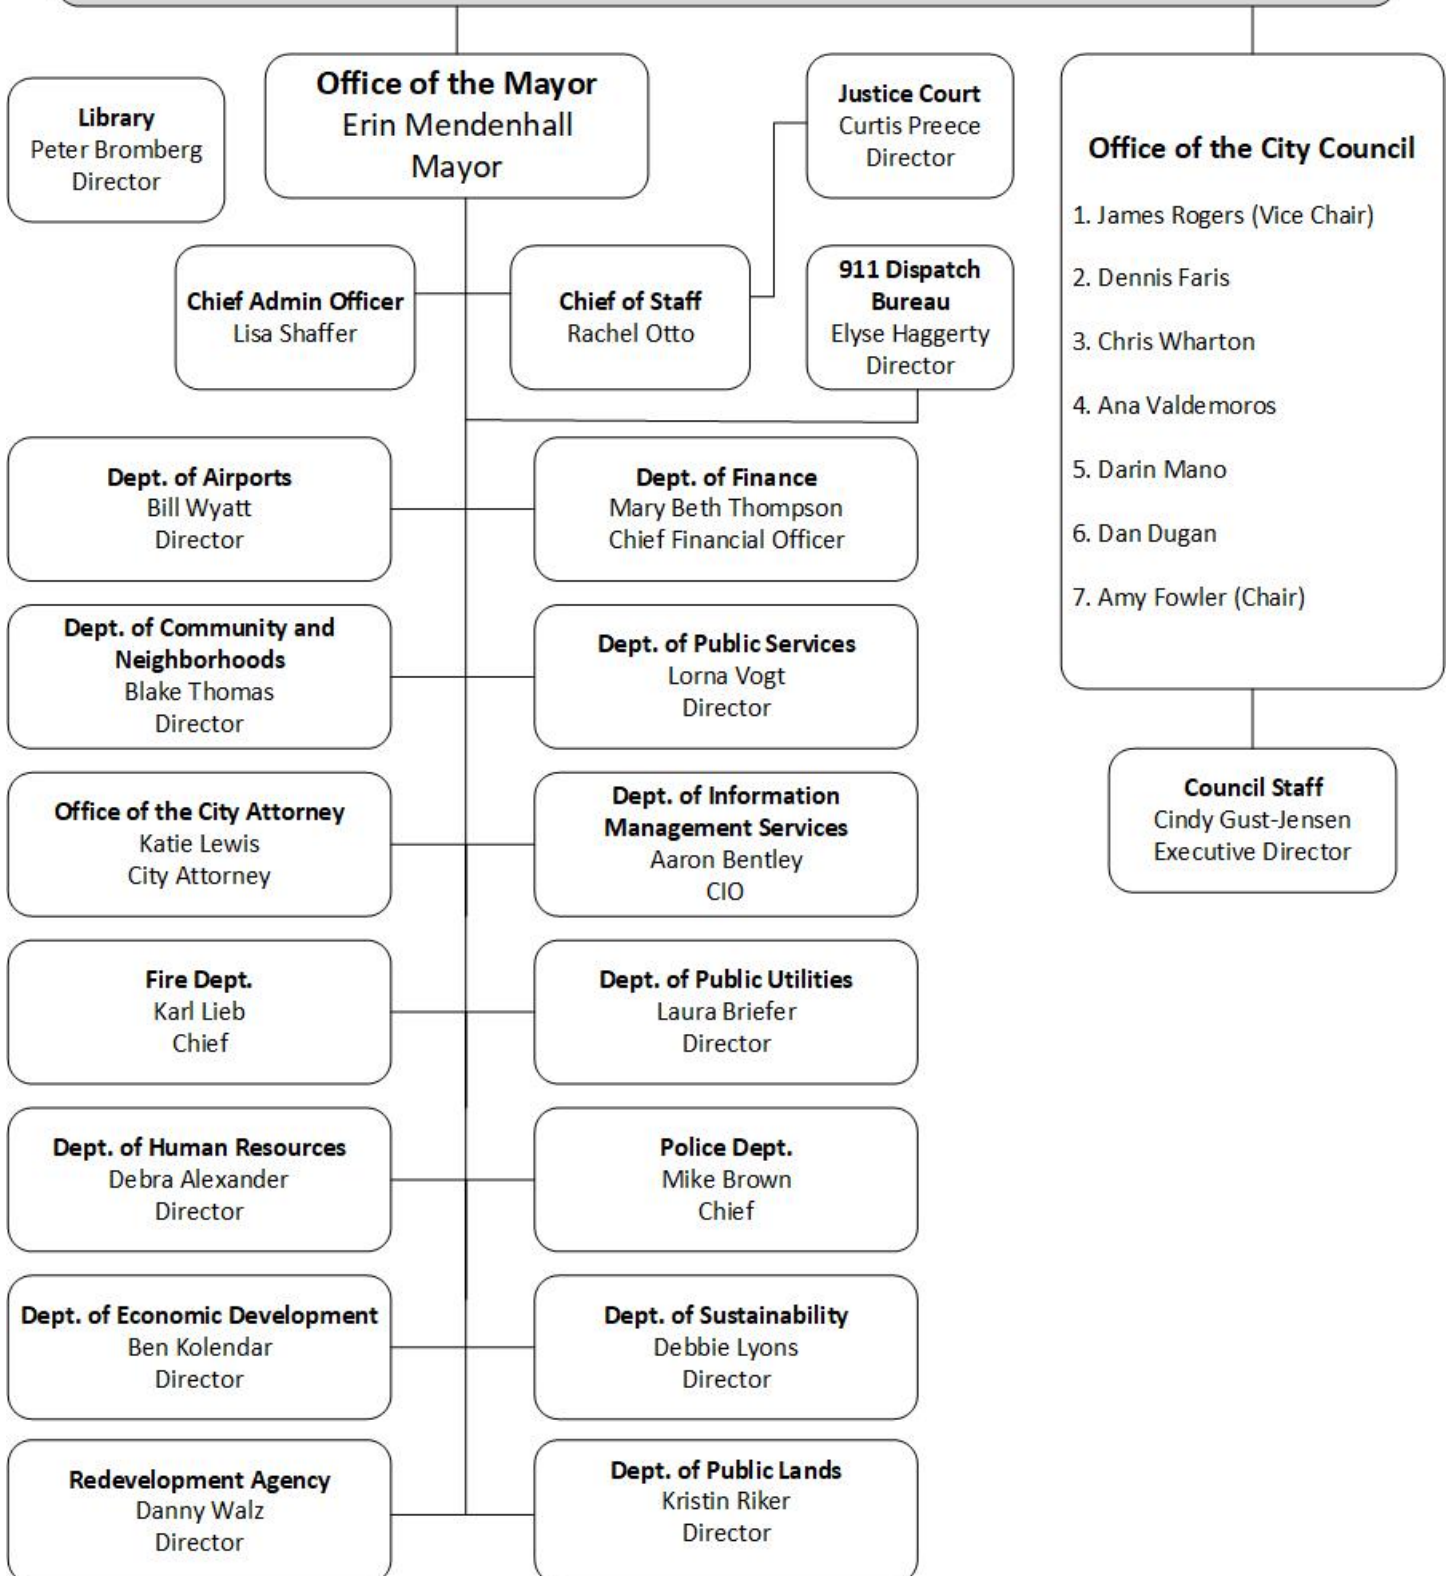 Library
Peter Bromberg
Director
Office of the Mayor
Erin Mendenhall
Mayor
Justice Court
Curtis Preece
Director
Office of the City Council
1. James Rogers (Vice Chair)
2. Dennis Faris
3. Chris Wharton
4. Ana Valdemoros
5. Darin Mano
6. Dan Dugan
7. Amy Fowler (Chair)
Chief Admin Officer
Lisa Shaffer
Chief of Staff
Rachel Otto
911 Dispatch
Bureau
Elyse Haggerty
Director
Dept. of Airports
Bill Wyatt
Director
Dept. of Finance
Mary Beth Thompson
Chief Financial Officer
Dept. of Community and
Neighborhoods
Blake Thomas
Director
Dept. of Public Services
Lorna Vogt
Director
Council Staff
Cindy Gust-Jensen
Executive Director
Office of the City Attorney
Katie Lewis
City Attorney
Dept. of Information
Management Services
Aaron Bentley
CIO
Fire Dept.
Karl Lieb
Chief
Dept. of Public Utilities
Laura Briefer
Director
Dept. of Human Resources
Debra Alexander
Director
Police Dept.
Mike Brown
Chief
Dept. of Economic Development
Ben Kolendar
Director
Dept. of Sustainability
Debbie Lyons
Director
Redevelopment Agency
Danny Walz
Director
Dept. of Public Lands
Kristin Riker
Director